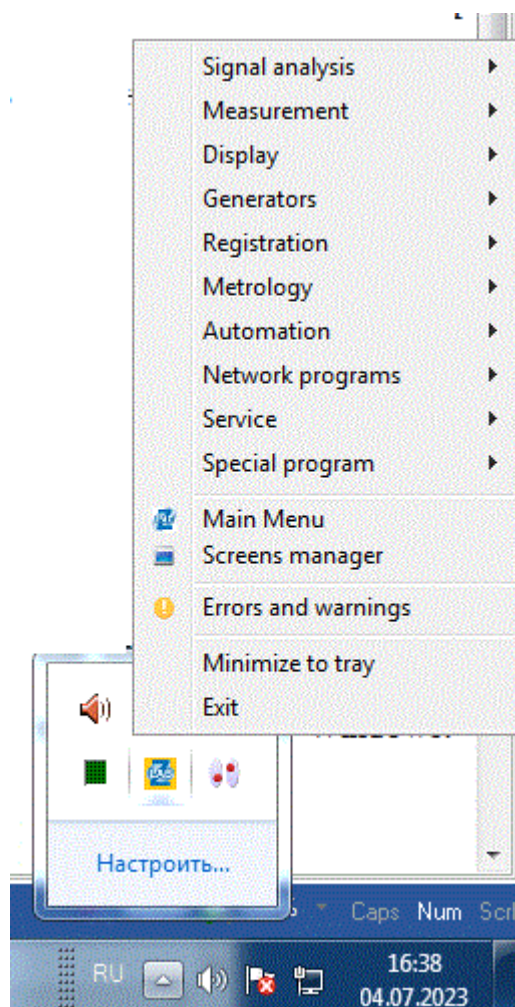 Signal analysis
Measurement
Display
Generators
Registration
Metrology
Automation
Network programs
Service
Special program
Main Menu
Screens manager
Errors and warnings
Minimize to tray
Exit
Настроить...
Caps Num Scrl
RU
16:38
04.07.2023